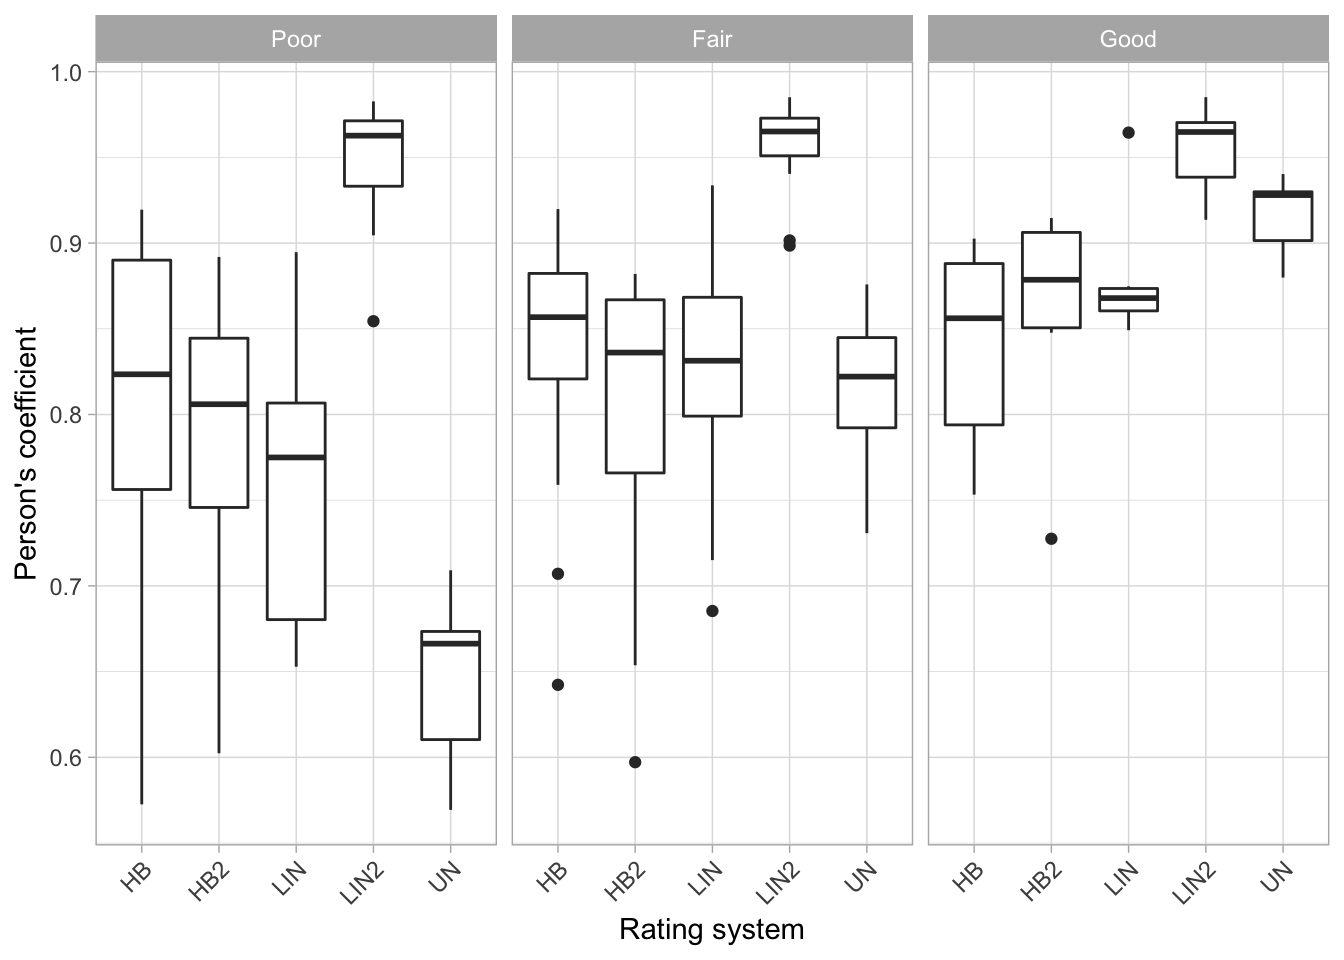 Poor Fair Good
Person's coefficient
1.0
0.9
0.8
0.7
0.6
HB HB2 LIN LIN2 UN HB HB2 LIN LIN2 UN HB HB2 LIN LIN2 UN
Rating system